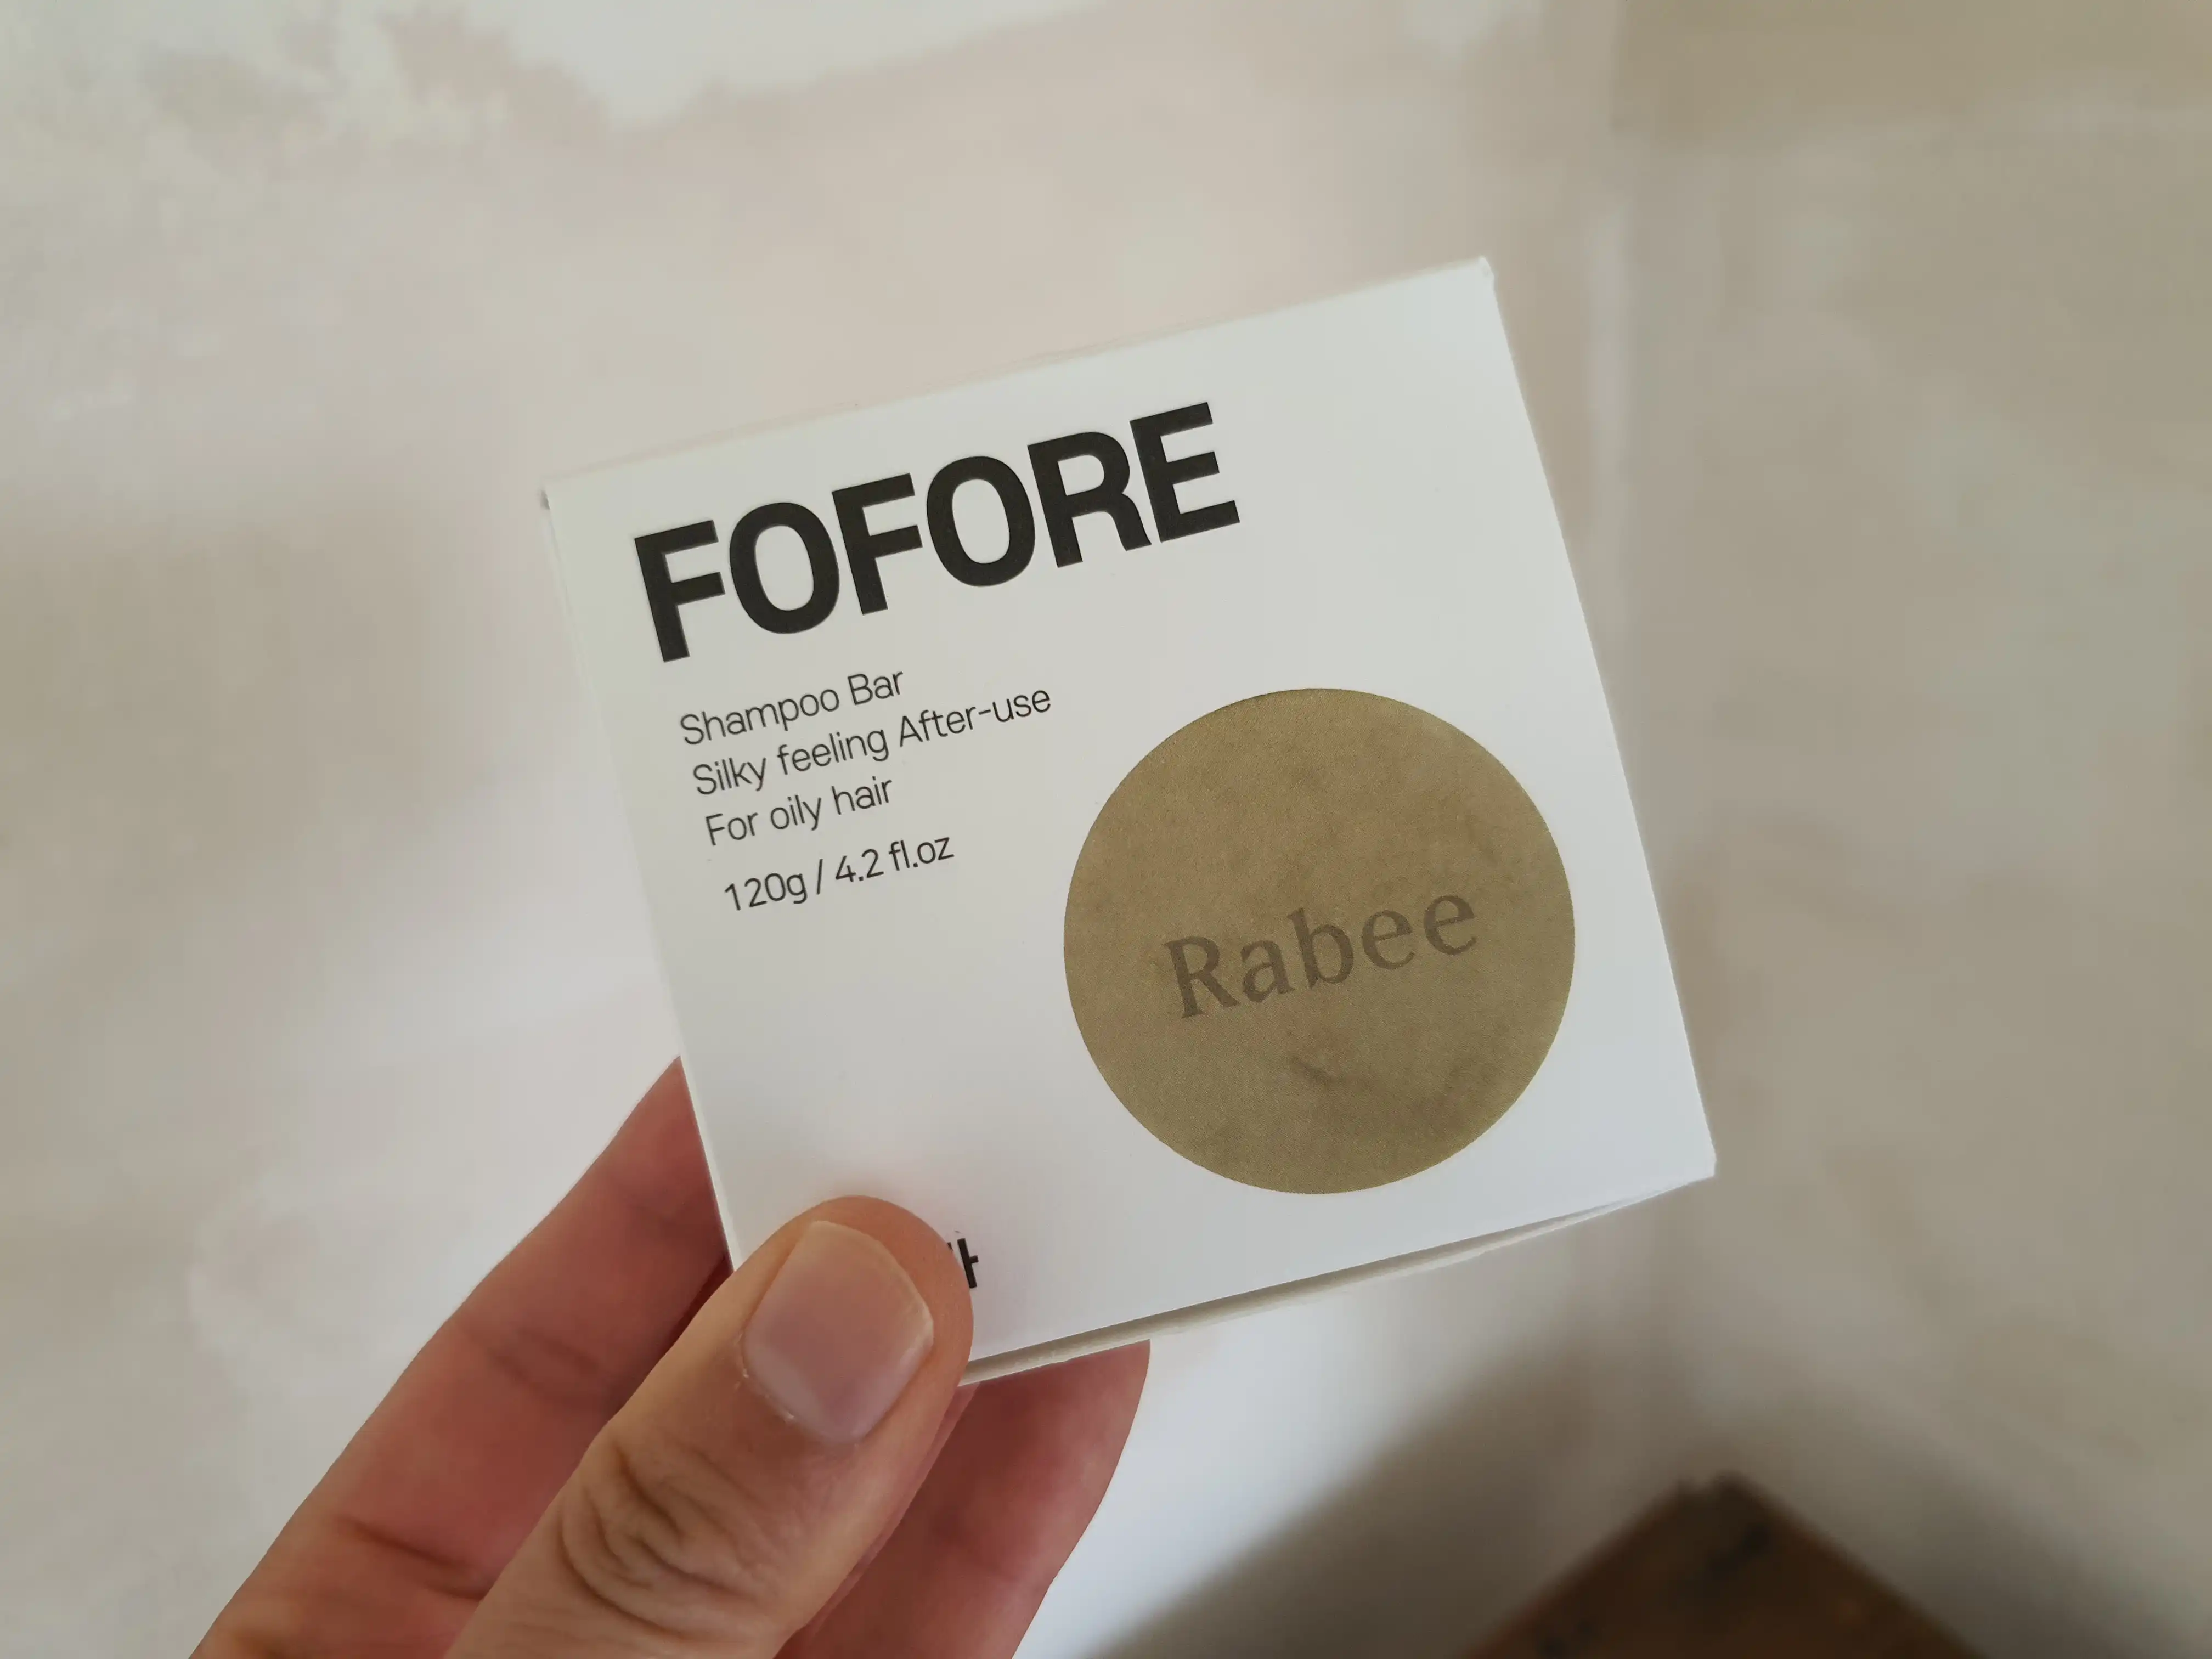 FOFORE
Shampoo Bar
Silky feeling After-use
For oily hair
120g / 4.2 fl.oz
Rabee